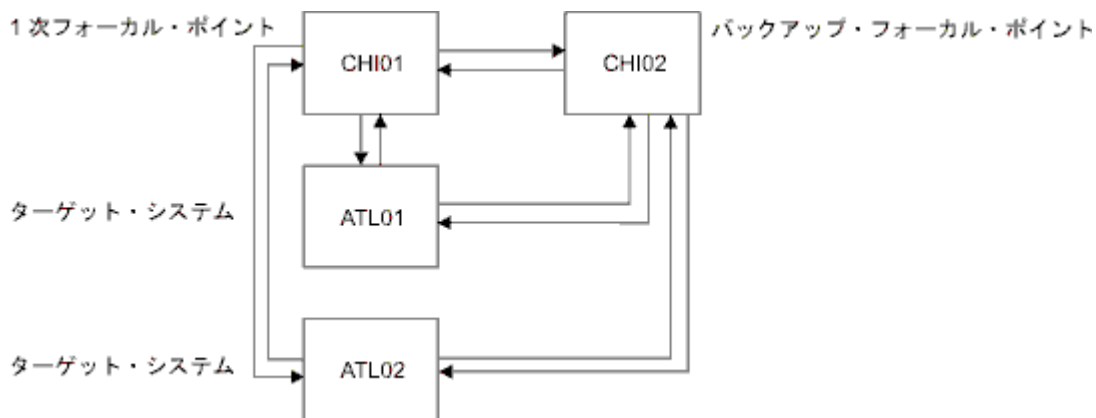 1 次フォーカル・ポイント
CHI01
CHI02
バックアップ・フォーカル・ポイント
ターゲット・システム
ATL01
ターゲット・システム
ATL02